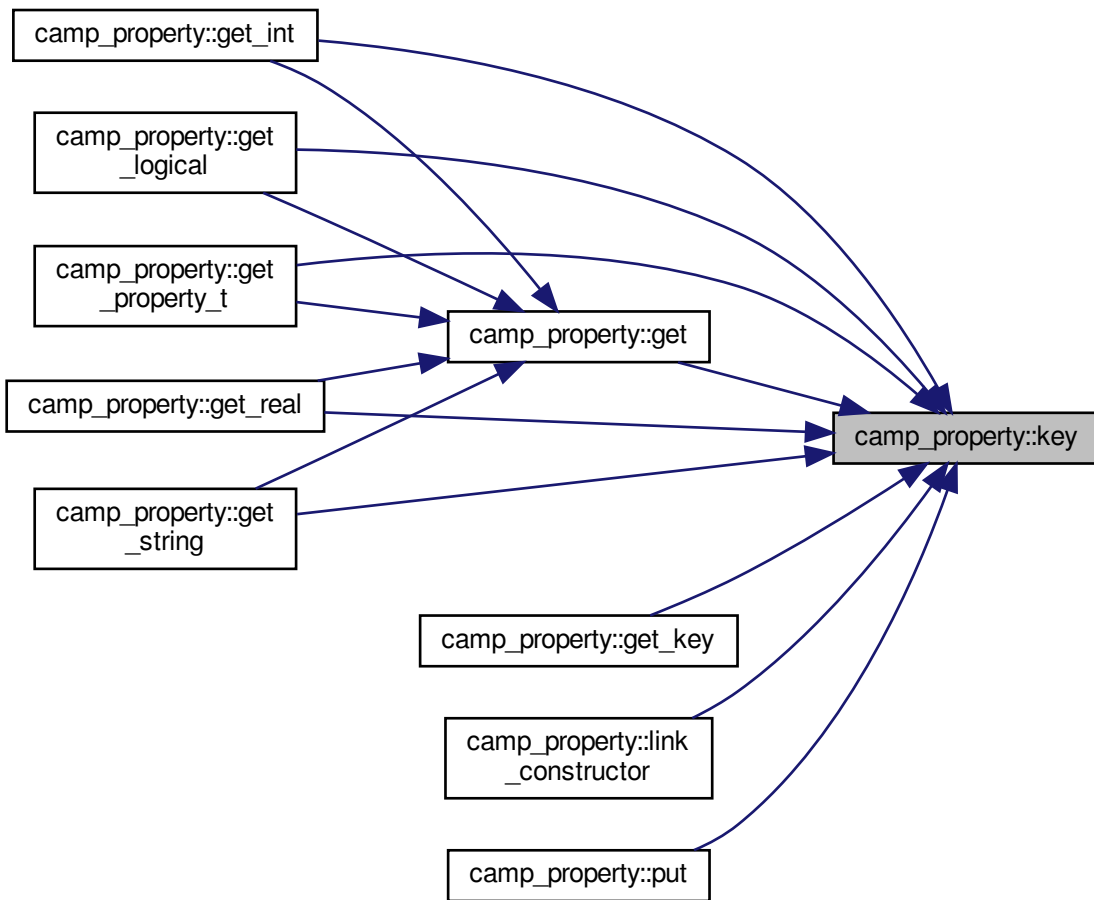 camp_property::get_int
camp_property::get
_logical
camp_property::get
_property_t
camp_property::get
camp_property::get_real
camp_property::key
camp_property::get
_string
camp_property::get_key
camp_property::link
_constructor
camp_property::put